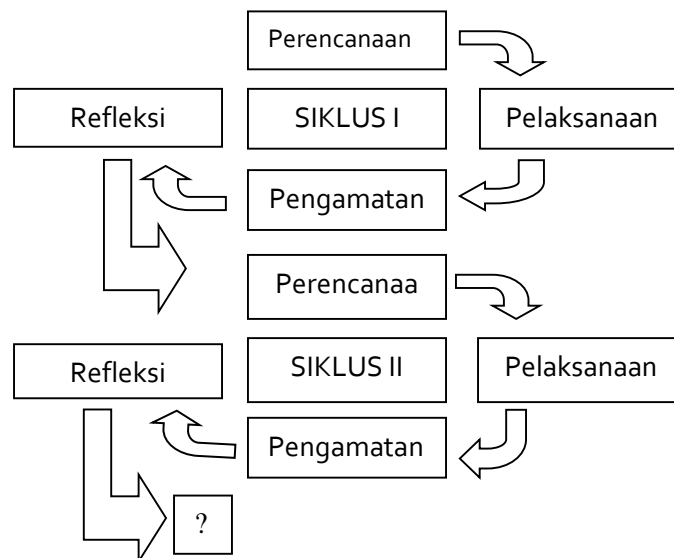 Perencanaan
Refleksi
SIKLUS I
Pelaksanaan
Pengamatan
Perencanaa
Refleksi
SIKLUS II
Pelaksanaan
Pengamatan
?